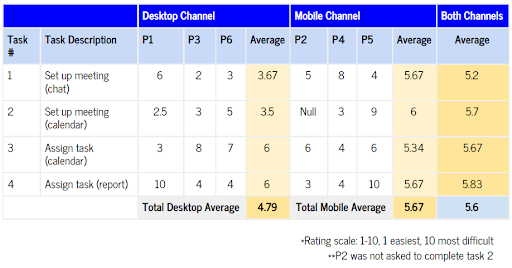 Desktop Channel Mobile Channel Both Channels
Task # Task Description P1 P3 P6 Average P2 P4 P5 Average Average
1 Set up meeting (chat) 6 2 3 3.67 5 8 4 5.67 5.2
2 Set up meeting (calendar) 2.5 3 5 3.5 Null 3 9 6 5.7
3 Assign task (calendar) 3 8 7 6 6 4 6 5.34 5.67
4 Assign task (report) 10 4 4 6 3 4 10 5.67 5.83
Total Desktop Average 4.79 Total Mobile Average 5.67 5.6
*Rating scale: 1-10, 1 easiest, 10 most difficult
**P2 was not asked to complete task 2